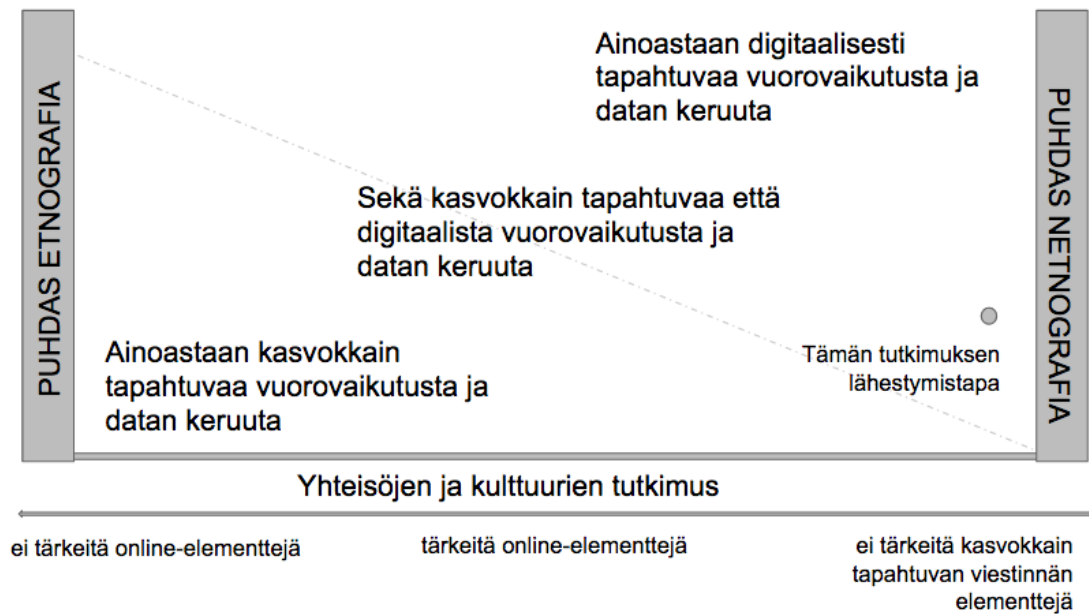 PUHDAS ETNOGRAFIA
Ainoastaan digitaalisesti
tapahtuvaa vuorovaikutusta ja
datan keruuta
Sekä kasvokkain tapahtuvaa että
digitaalista vuorovaikutusta ja
datan keruuta
Ainoastaan kasvokkain
tapahtuvaa vuorovaikutusta ja
datan keruuta
Tämän tutkimuksen
lähestymistapa
PUHDAS NETNOGRAFIA
Yhteisöjen ja kulttuurien tutkimus
ei tärkeitä online-elementtejä
tärkeitä online-elementtejä
ei tärkeitä kasvokkain
tapahtuvan viestinnän
elementtejä